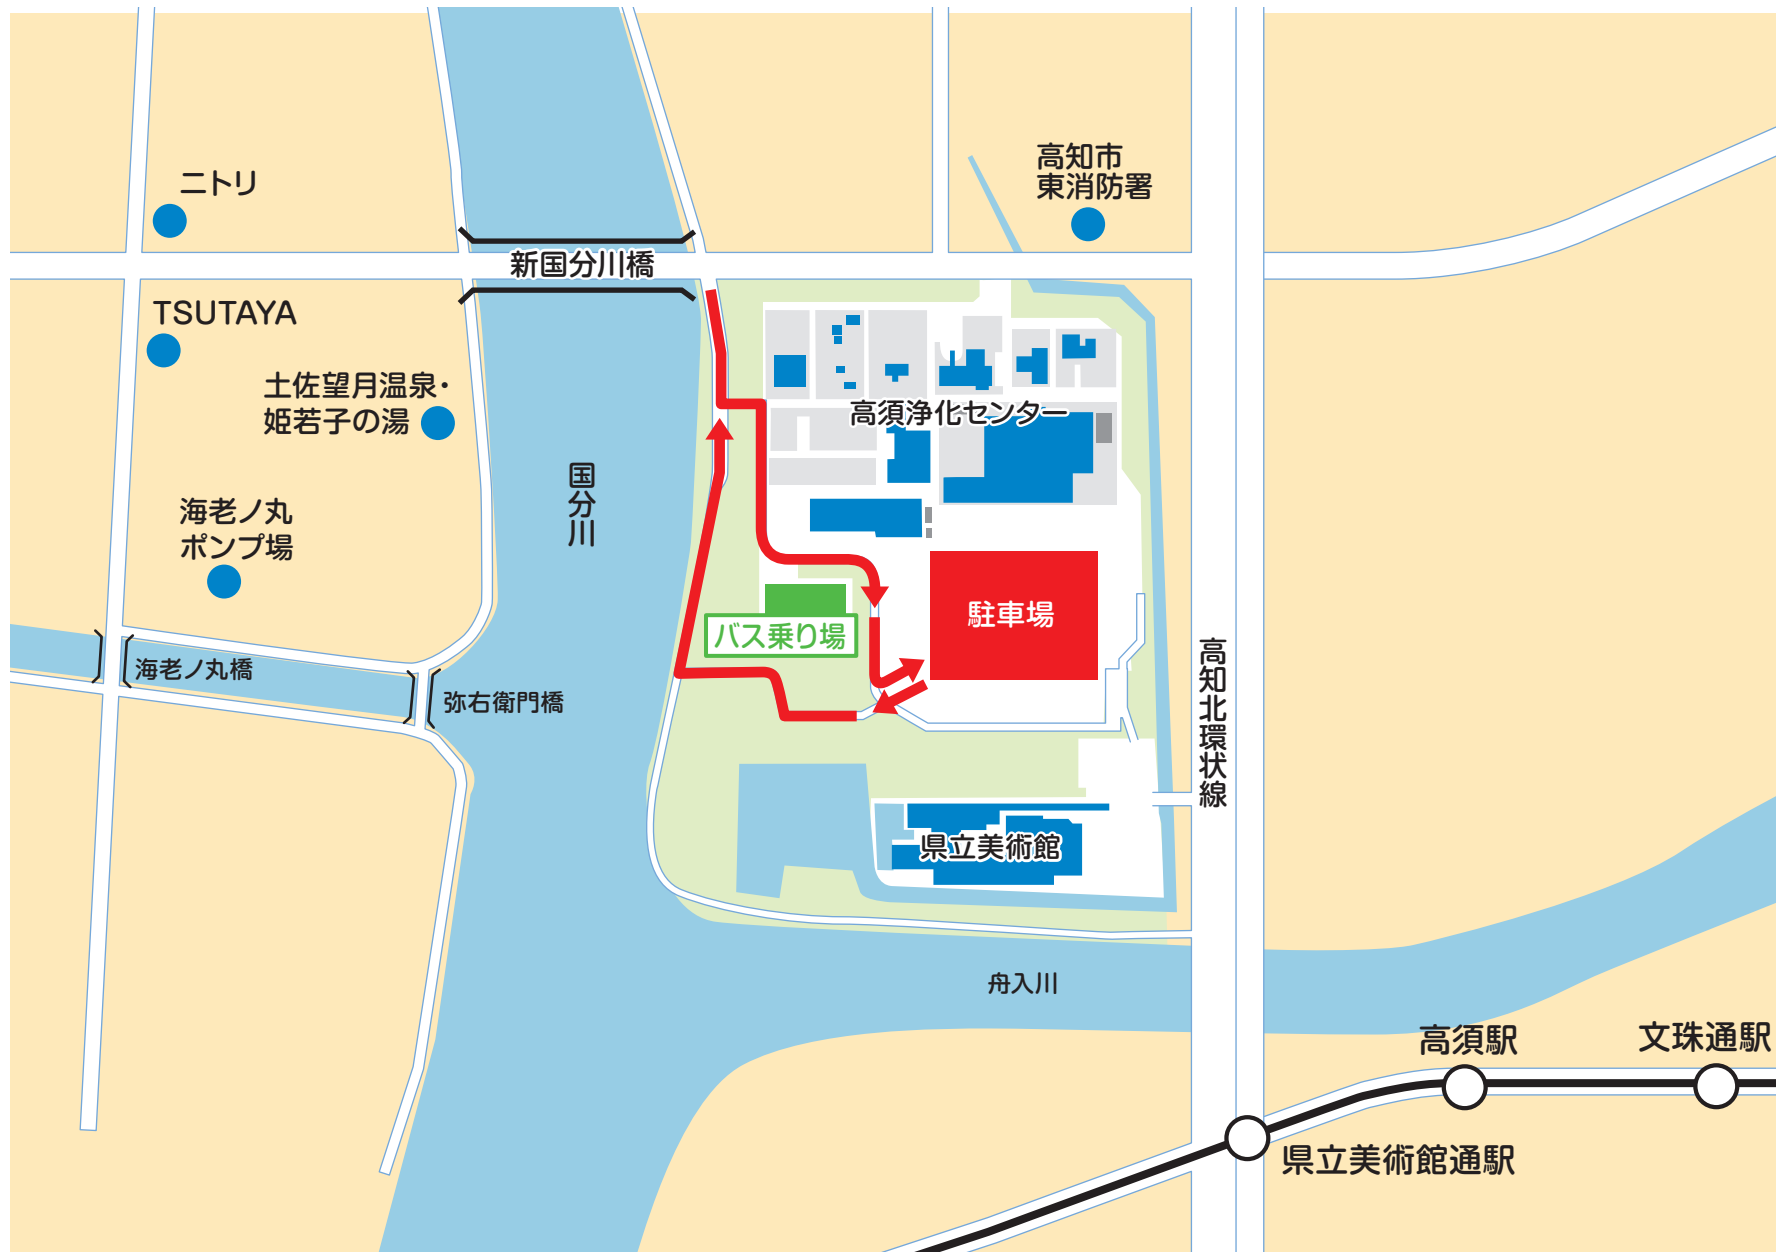 高知市
東消防署
ニトリ
新国分川橋
TSUTAYA
土佐望月温泉・
姫若子の湯
高須浄化センター
国分川
海老ノ丸
ポンプ場
駐車場
バス乗り場
海老ノ丸橋
弥右衛門橋
高知北環状線
県立美術館
舟入川
高須駅
文珠通駅
県立美術館通駅